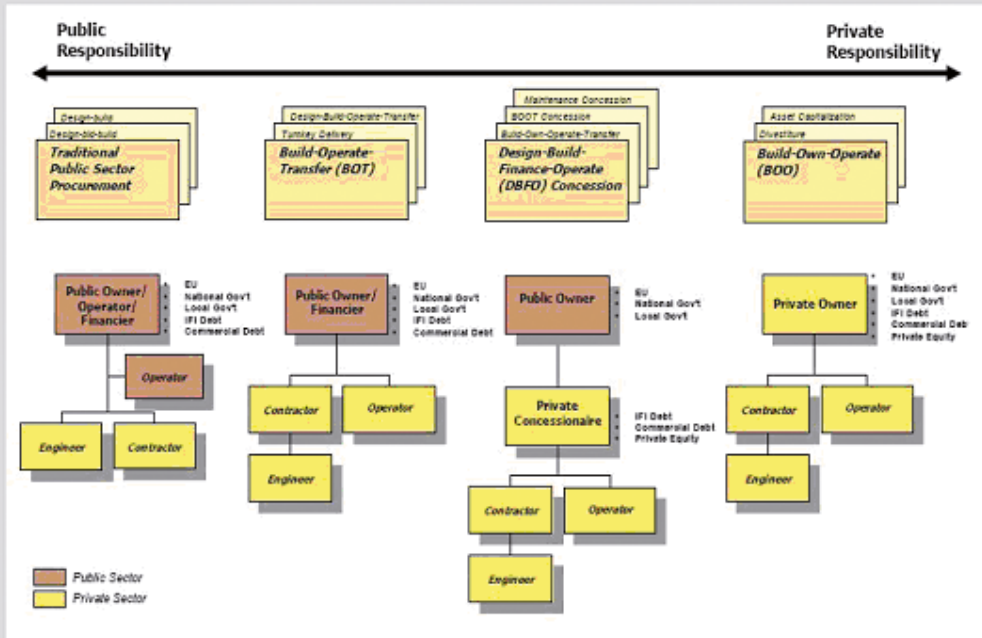 Public
Responsibility
Private
Responsibility
Design-build
Design-bid-build
Traditional
Public Sector
Procurement
Design-Build-Operate-Transfer
Turnkey Delivery
Build-Operate-
Transfer (BOT)
Maintenance Concession
BOOT Concession
Build-Own-Operate-Transfer
Design-Build-
Finance-Operate
(DBFO) Concession
Asset Capitalization
Divestiture
Build-Own-Operate
(BOO)
Public Owner/
Operator/
Financier
EU
National Gov't
Local Gov't
IFI Debt
Commercial Debt
Operator
Engineer
Contractor
Public Owner/
Financier
EU
National Gov't
Local Gov't
IFI Debt
Commercial Debt
Contractor
Operator
Engineer
Public Owner
EU
National Gov't
Local Gov't
Private
Concessionaire
IFI Debt
Commercial Debt
Private Equity
Contractor
Operator
Engineer
Private Owner
EU
National Gov't
Local Gov't
IFI Debt
Commercial Deb
Private Equity
Contractor
Operator
Engineer
Public Sector
Private Sector